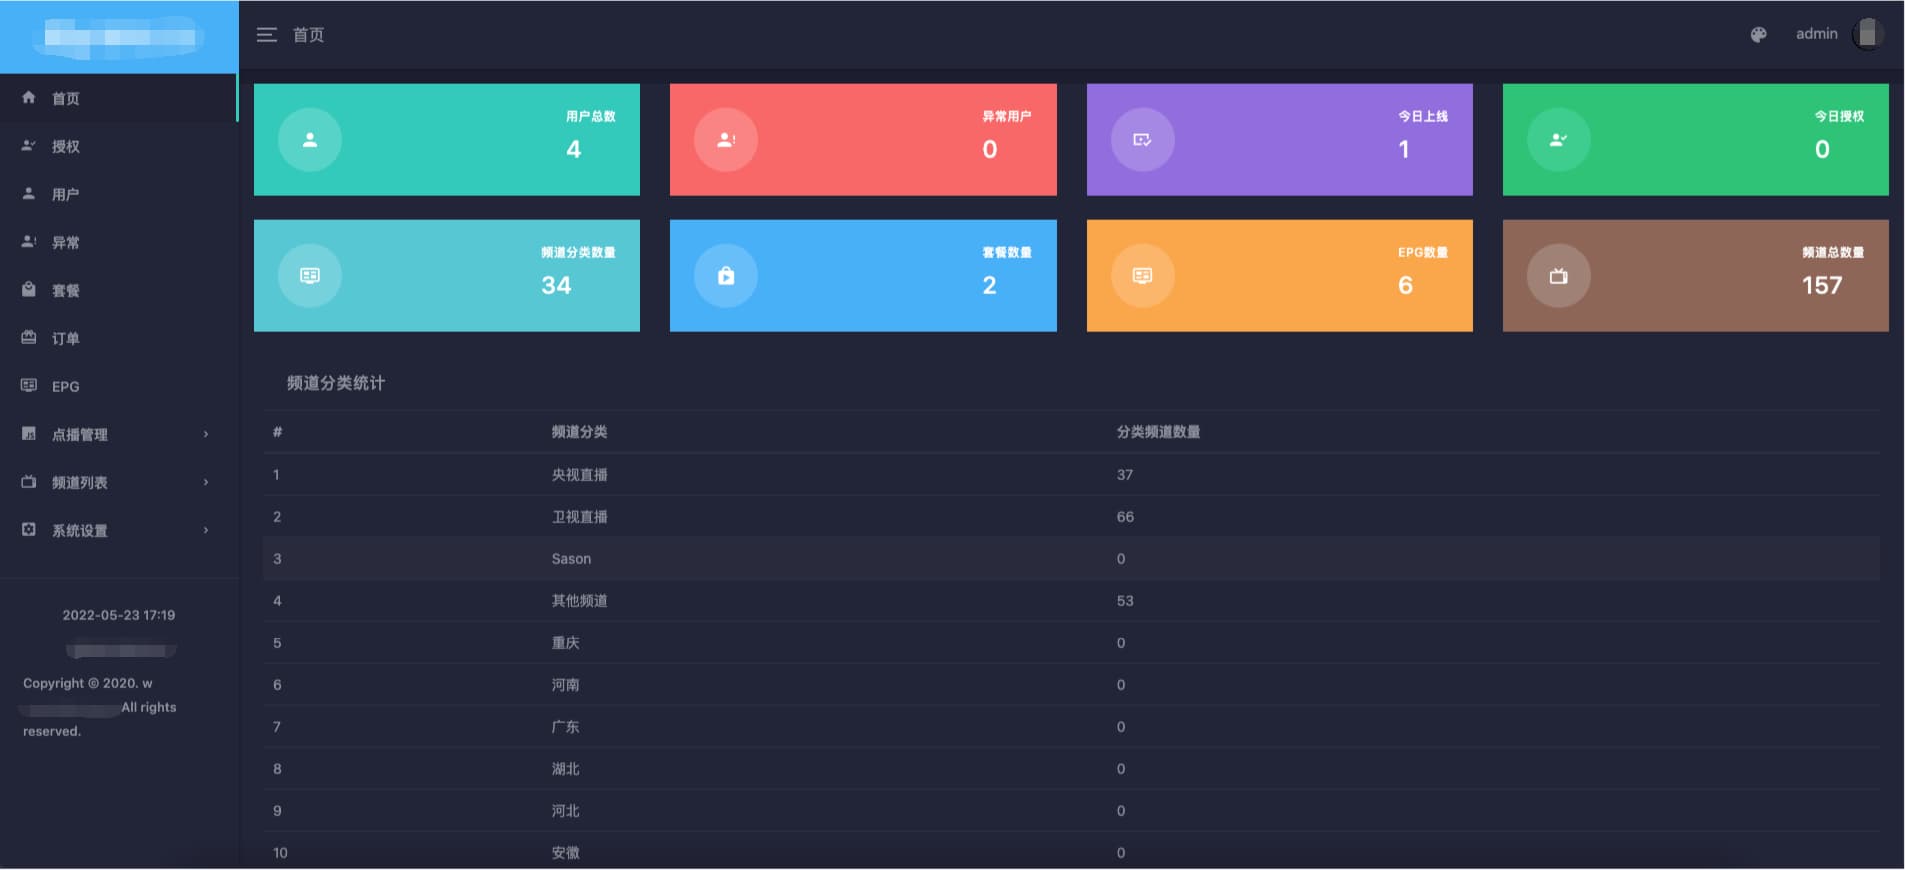 首页
admin
首页
授权
用户
异常
套餐
订单
EPG
点播管理
频道列表
系统设置
2022-05-23 17:19
Copyright © 2020. w
All rights
reserved.
用户总数
4
异常用户
0
今日上线
1
今日授权
0
频道分类数量
34
套餐数量
2
EPG数量
6
频道总数量
157
频道分类统计
# 频道分类 分类频道数量
1 央视直播 37
2 卫视直播 66
3 Sason 0
4 其他频道 53
5 重庆 0
6 河南 0
7 广东 0
8 湖北 0
9 河北 0
10 安徽 0